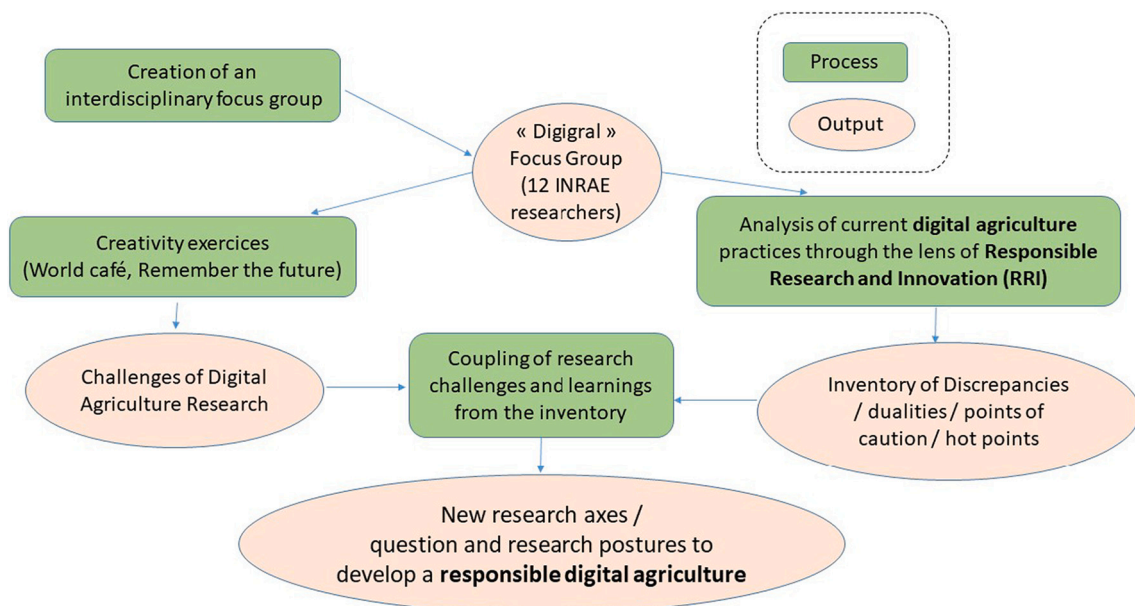 Creation of an
interdisciplinary focus group
Process
Output
« Digigral »
Focus Group
(12 INRAE
researchers)
Creativity exercices
(World café, Remember the future)
Analysis of current digital agriculture
practices through the lens of Responsible
Research and Innovation (RRI)
Challenges of Digital
Agriculture Research
Coupling of research
challenges and learnings
from the inventory
Inventory of Discrepancies
/ dualities / points of
caution / hot points
New research axes /
question and research postures to
develop a responsible digital agriculture